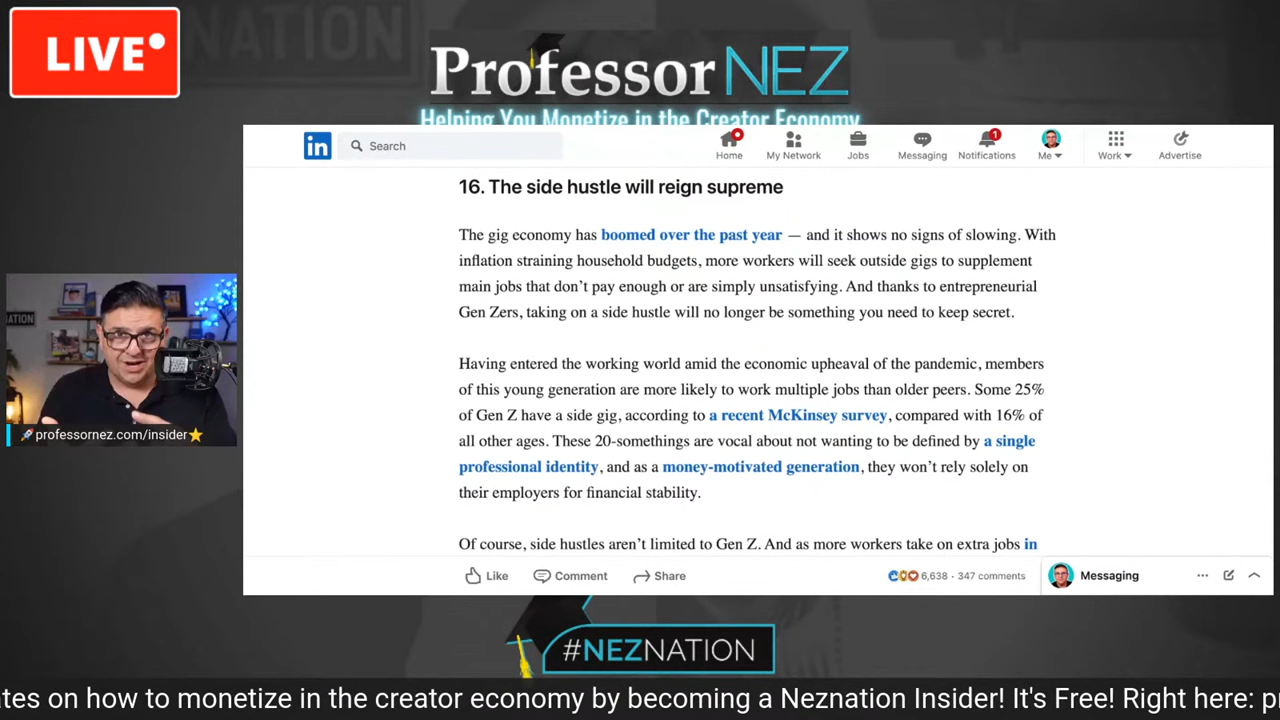 LIVE
NATION
Professor NEZ
Helping You Monetize in the Creator Economy
in
Search
Home
My Network
Jobs
Messaging
1
Notifications
Me
Work
Advertise
16. The side hustle will reign supreme
The gig economy has boomed over the past year — and it shows no signs of slowing. With
inflation straining household budgets, more workers will seek outside gigs to supplement
main jobs that don’t pay enough or are simply unsatisfying. And thanks to entrepreneurial
Gen Zers, taking on a side hustle will no longer be something you need to keep secret.
Having entered the working world amid the economic upheaval of the pandemic, members
of this young generation are more likely to work multiple jobs than older peers. Some 25%
of Gen Z have a side gig, according to a recent McKinsey survey, compared with 16% of
all other ages. These 20-somethings are vocal about not wanting to be defined by a single
professional identity, and as a money-motivated generation, they won’t rely solely on
their employers for financial stability.
Of course, side hustles aren’t limited to Gen Z. And as more workers take on extra jobs in
Like
Comment
Share
6,638 · 347 comments
Messaging
NATION
professornez.com/insider
#NEZNATION
ates on how to monetize in the creator economy by becoming a Neznation Insider! It's Free! Right here: p